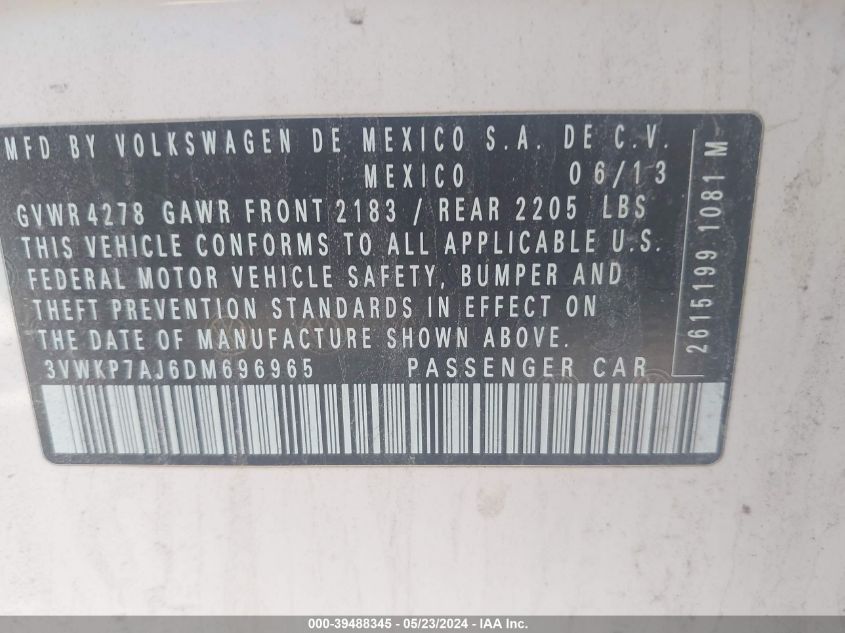 MFD BY VOLKSWAGEN DE MEXICO S.A. DE C.V.
MEXICO 06/13
GVWR 4278 GAWR FRONT 2183 / REAR 2205 LBS
THIS VEHICLE CONFORMS TO ALL APPLICABLE U.S.
FEDERAL MOTOR VEHICLE SAFETY, BUMPER AND
THEFT PREVENTION STANDARDS IN EFFECT ON
THE DATE OF MANUFACTURE SHOWN ABOVE.
3VWKP7AJ6DM696965 PASSENGER CAR
2615199 1081 M
000-39488345 - 05/23/2024 - IAA Inc.